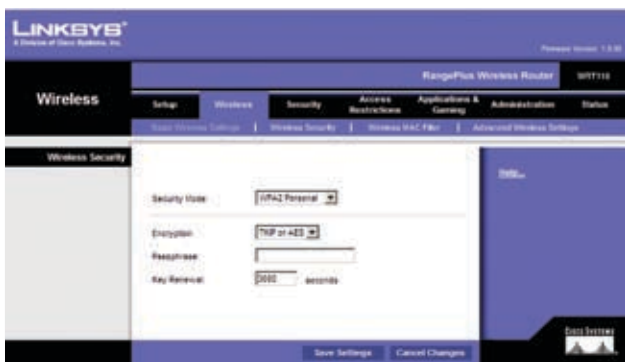 LINKSYS®
A Division of Cisco Systems, Inc.
Firmware Version: 1.0.00
RangePlus Wireless Router WRT110
Wireless
Setup Wireless Security Access Restrictions Applications & Gaming Administration Status
Basic Wireless Settings | Wireless Security | Wireless MAC Filter | Advanced Wireless Settings
Wireless Security
Help...
Security Mode: WPA2 Personal
Encryption: TKIP or AES
Passphrase:
Key Renewal: 3600 seconds
Save Settings Cancel Changes
CISCO SYSTEMS